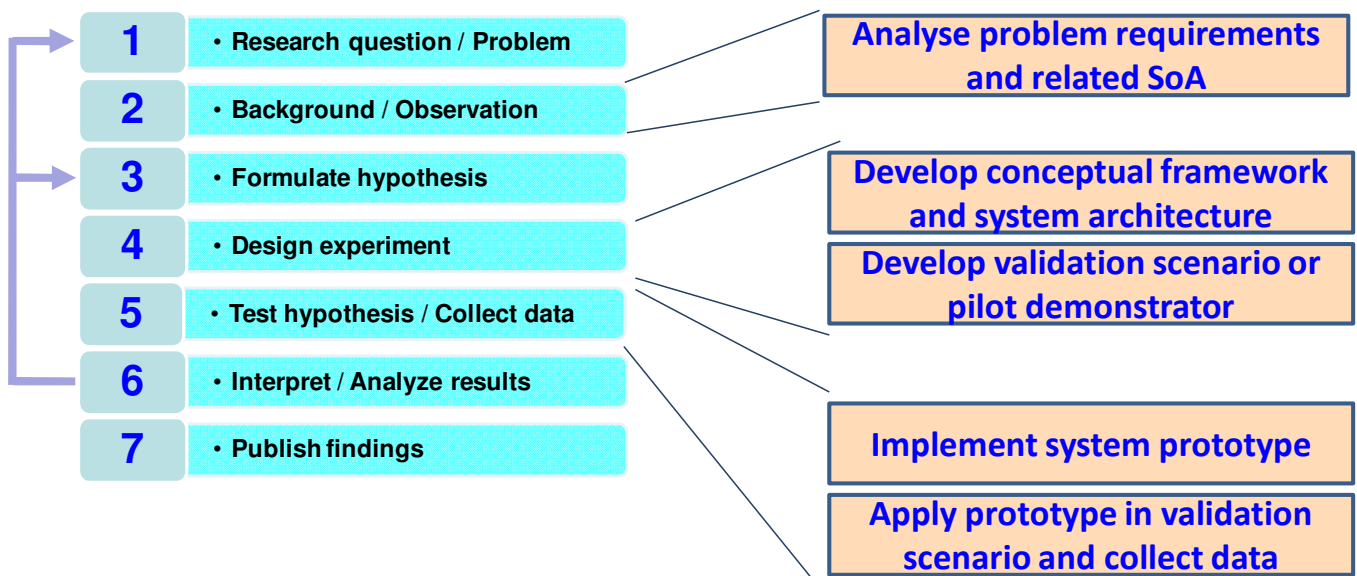 1
• Research question / Problem
2
• Background / Observation
3
• Formulate hypothesis
4
• Design experiment
5
• Test hypothesis / Collect data
6
• Interpret / Analyze results
7
• Publish findings
Analyse problem requirements
and related SoA
Develop conceptual framework
and system architecture
Develop validation scenario or
pilot demonstrator
Implement system prototype
Apply prototype in validation
scenario and collect data